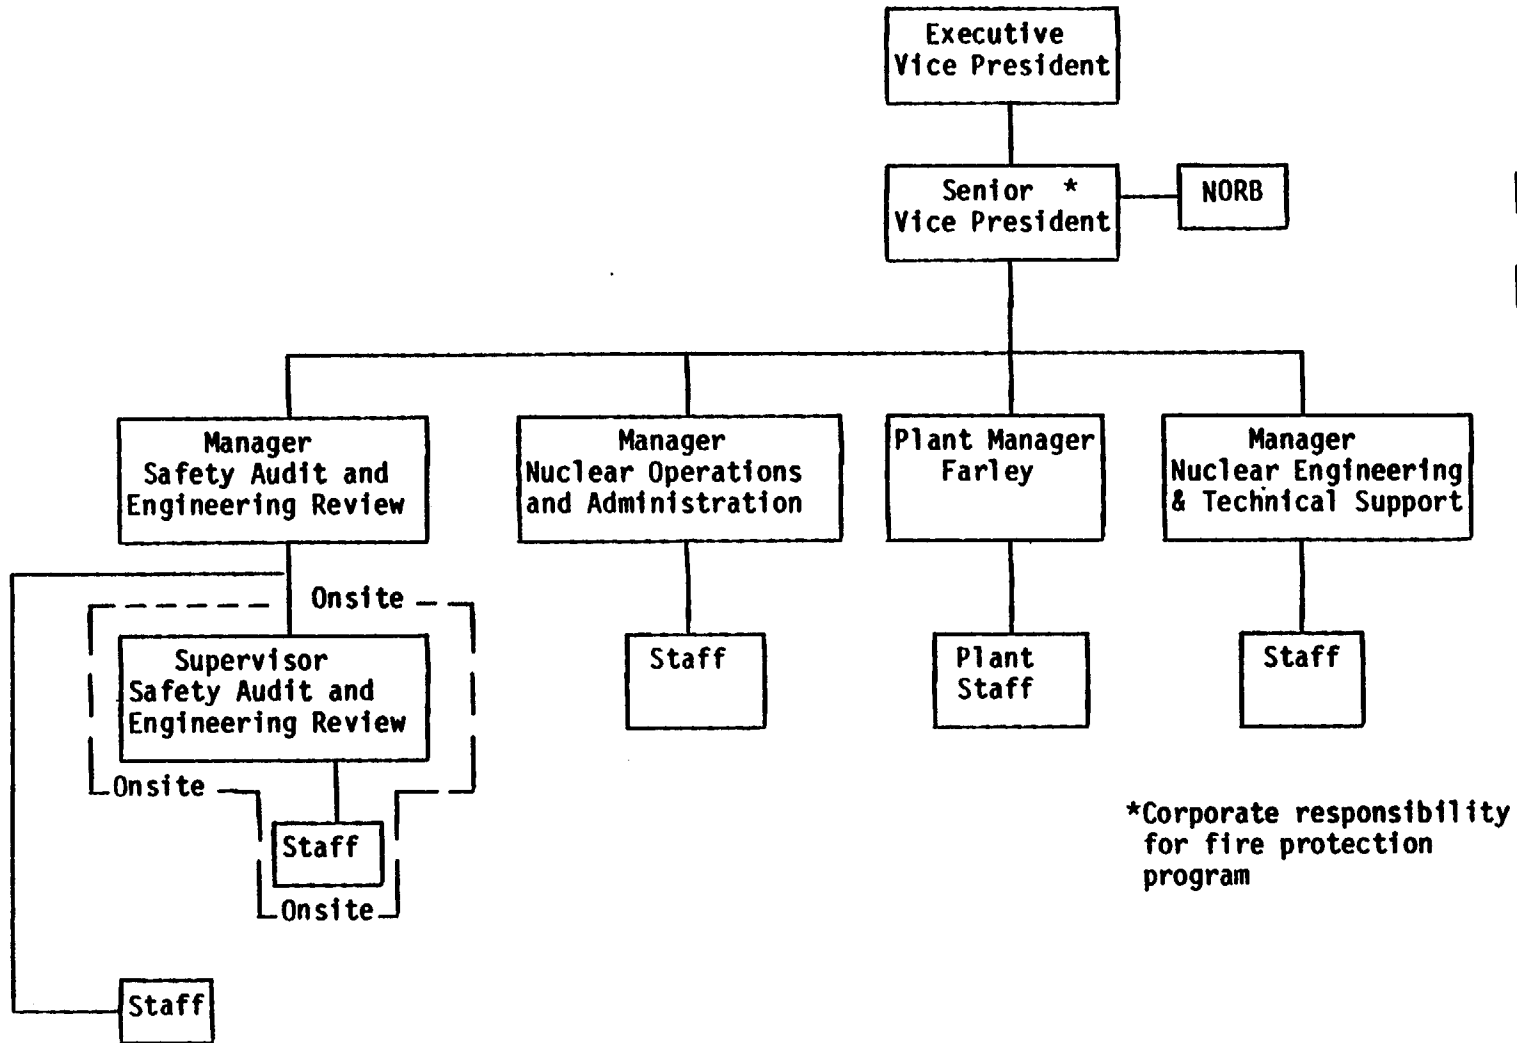 Executive
Vice President
Senior *
Vice President
NORB
Manager
Safety Audit and
Engineering Review
Manager
Nuclear Operations
and Administration
Plant Manager
Farley
Manager
Nuclear Engineering
& Technical Support
Onsite
Supervisor
Safety Audit and
Engineering Review
Onsite
Staff
Onsite
Staff
Staff
Plant
Staff
Staff
*Corporate responsibility
for fire protection
program